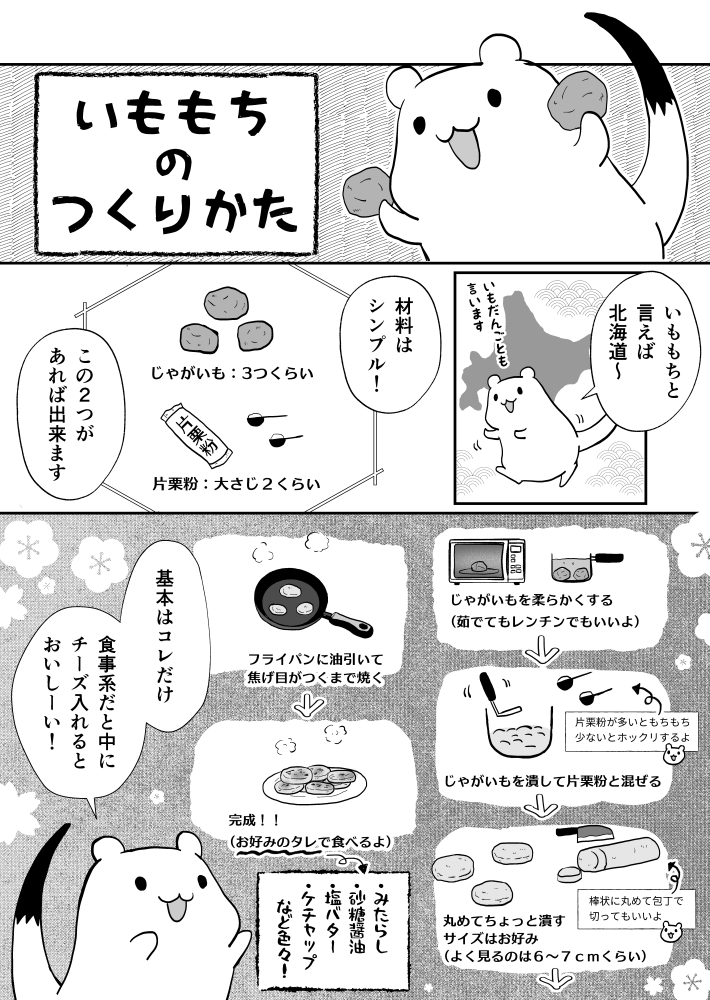 いももち
の
つくりかた
いももちと
言えば
北海道〜
いもだんごとも
言います
材料は
シンプル！
じゃがいも：3つくらい
片栗粉
片栗粉：大さじ２くらい
この２つが
あれば出来ます
じゃがいもを柔らかくする
（茹でてもレンチンでもいいよ）
片栗粉が多いともちもち
少ないとホックリするよ
じゃがいもを潰して片栗粉と混ぜる
棒状に丸めて包丁で
切ってもいいよ
丸めてちょっと潰す
サイズはお好み
（よく見るのは６〜７ｃｍくらい）
フライパンに油引いて
焦げ目がつくまで焼く
完成！！
（お好みのタレで食べるよ）
・みたらし
・砂糖醤油
・塩バター
・ケチャップ
など色々！
基本はコレだけ
食事系だと中に
チーズ入れると
おいしーい！